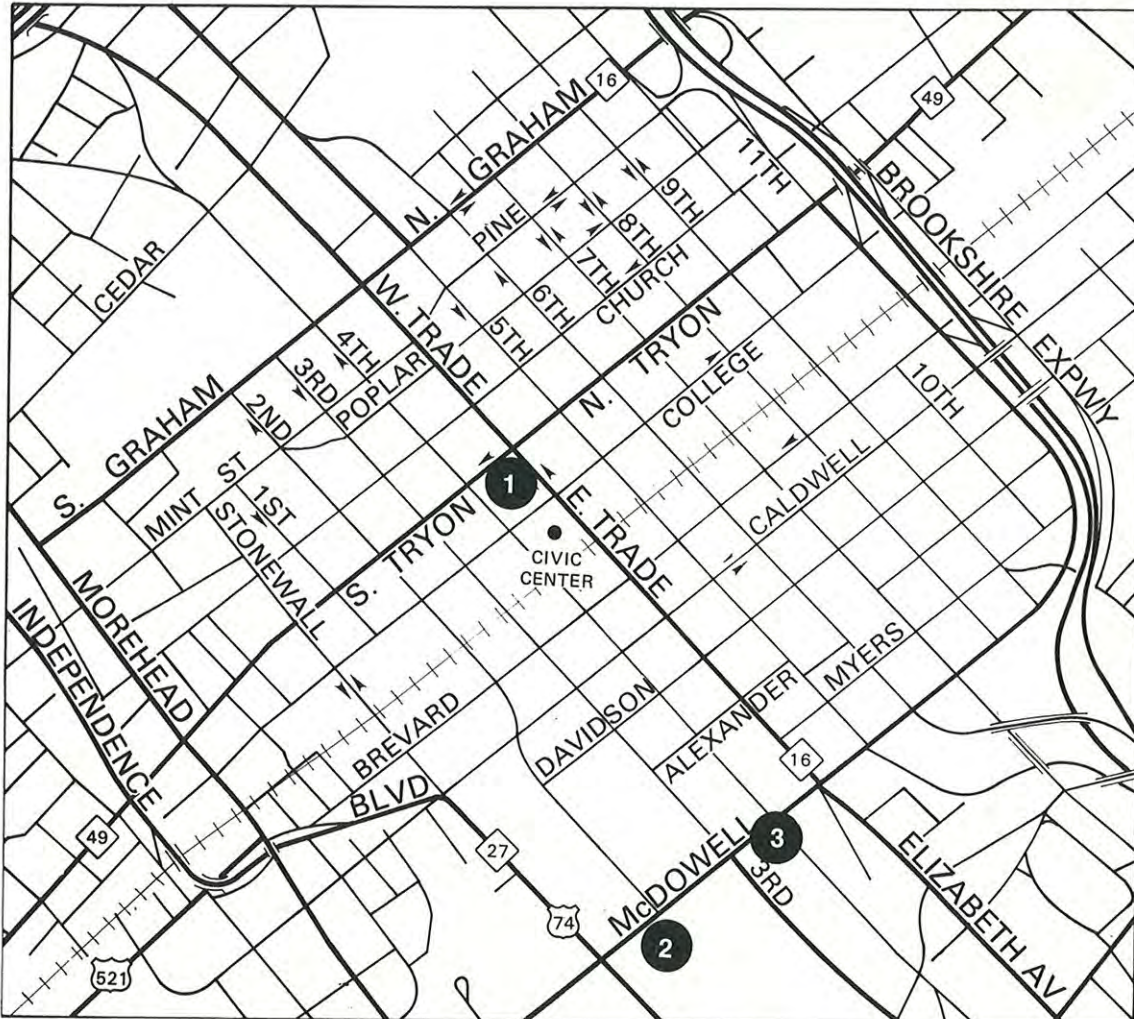 16
49
N. GRAHAM
11TH
BROOKSHIRE EXPWY
9TH
8TH
7TH
PINE
6TH
CHURCH
5TH
CEDAR
W. TRADE
4TH
3RD
POPLAR
2ND
N. TRYON
COLLEGE
10TH
S. GRAHAM
MINT ST
1ST
STONEWALL
S. TRYON
1
E. TRADE
CALDWELL
CIVIC
CENTER
MOREHEAD
INDEPENDENCE
BLVD
BREVARD
DAVIDSON
ALEXANDER
MYERS
16
49
27
74
521
McDOWELL
3
3RD
2
ELIZABETH AV